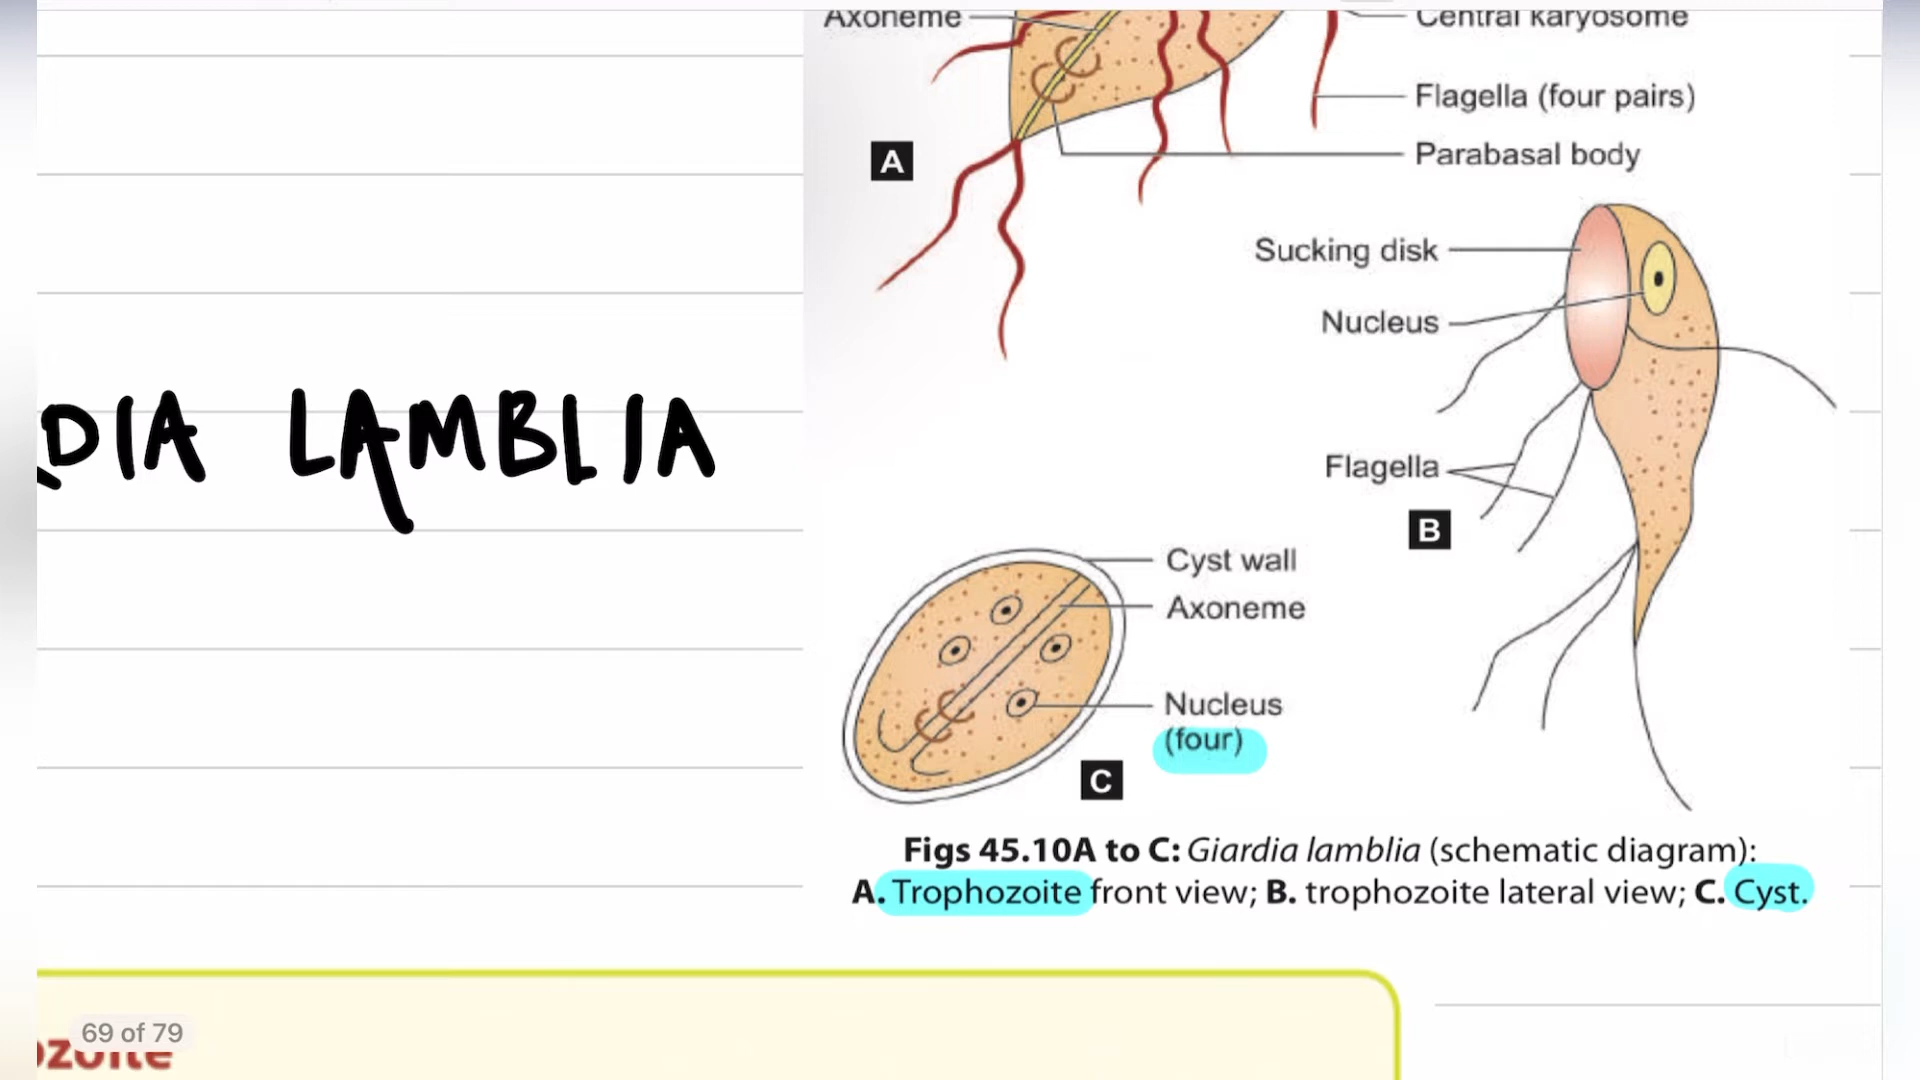 Axoneme
Central karyosome
Flagella (four pairs)
A
Parabasal body
Sucking disk
Nucleus
DIA LAMBLIA
Flagella
B
Cyst wall
Axoneme
Nucleus
(four)
C
Figs 45.10A to C: Giardia lamblia (schematic diagram):
A. Trophozoite front view; B. trophozoite lateral view; C. Cyst.
69 of 79
ozoite